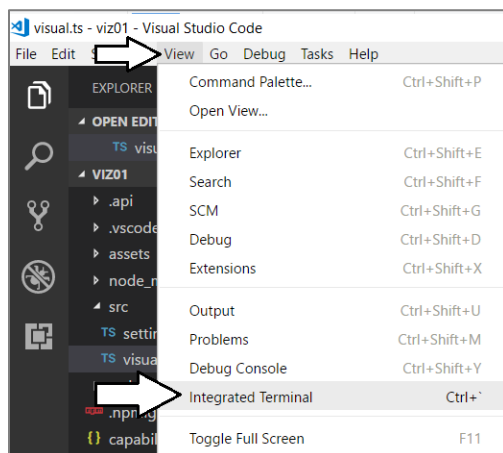 visual.ts - viz01 - Visual Studio Code
File Edit S View Go Debug Tasks Help
EXPLORER
OPEN EDIT
TS visu
VIZ01
.api
.vscode
assets
node_m
src
TS settin
TS visua
npm .npmig
{} capabil
Command Palette... Ctrl+Shift+P
Open View...
Explorer Ctrl+Shift+E
Search Ctrl+Shift+F
SCM Ctrl+Shift+G
Debug Ctrl+Shift+D
Extensions Ctrl+Shift+X
Output Ctrl+Shift+U
Problems Ctrl+Shift+M
Debug Console Ctrl+Shift+Y
Integrated Terminal Ctrl+`
Toggle Full Screen F11